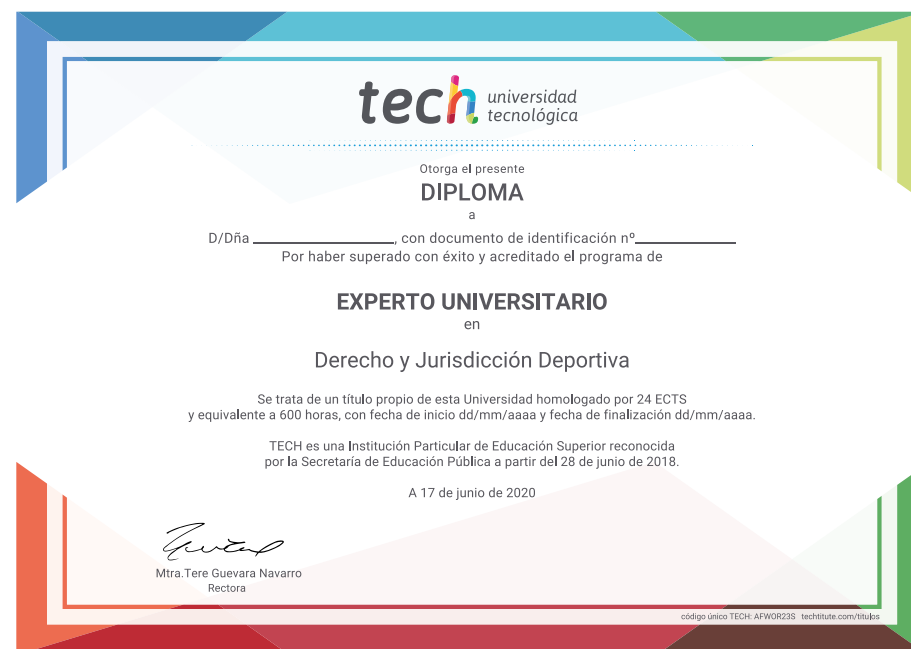 tech universidad
tecnológica
Otorga el presente
DIPLOMA
a
D/Dña ____________, con documento de identificación nº____________
Por haber superado con éxito y acreditado el programa de
EXPERTO UNIVERSITARIO
en
Derecho y Jurisdicción Deportiva
Se trata de un título propio de esta Universidad homologado por 24 ECTS
y equivalente a 600 horas, con fecha de inicio dd/mm/aaaa y fecha de finalización dd/mm/aaaa.
TECH es una Institución Particular de Educación Superior reconocida
por la Secretaría de Educación Pública a partir del 28 de junio de 2018.
A 17 de junio de 2020
Mtra.Tere Guevara Navarro
Rectora
código único TECH: AFWOR23S techtitute.com/titulos